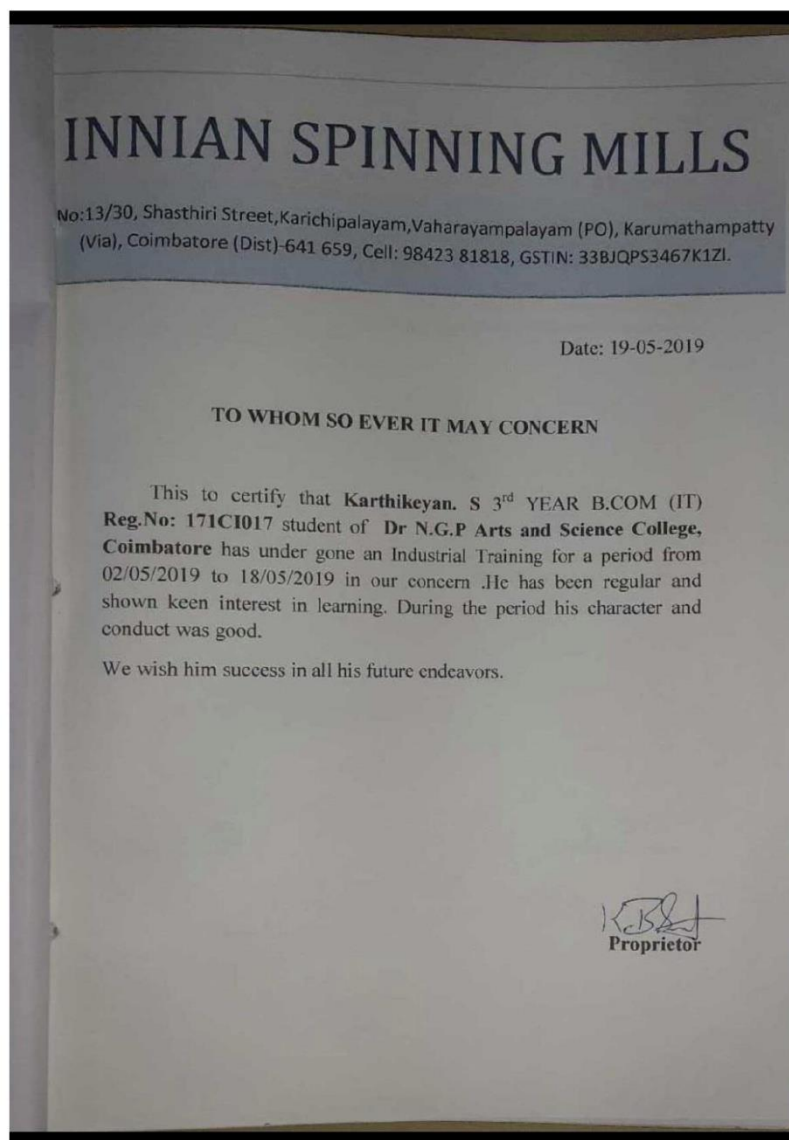 INNIAN SPINNING MILLS
No:13/30, Shasthiri Street,Karichipalayam,Vaharayampalayam (PO), Karumathampatty
(Via), Coimbatore (Dist)-641 659, Cell: 98423 81818, GSTIN: 33BJQPS3467K1ZI.
Date: 19-05-2019
TO WHOM SO EVER IT MAY CONCERN
This to certify that Karthikeyan. S 3rd YEAR B.COM (IT)
Reg.No: 171CI017 student of Dr N.G.P Arts and Science College,
Coimbatore has under gone an Industrial Training for a period from
02/05/2019 to 18/05/2019 in our concern .He has been regular and
shown keen interest in learning. During the period his character and
conduct was good.
We wish him success in all his future endeavors.
Proprietor